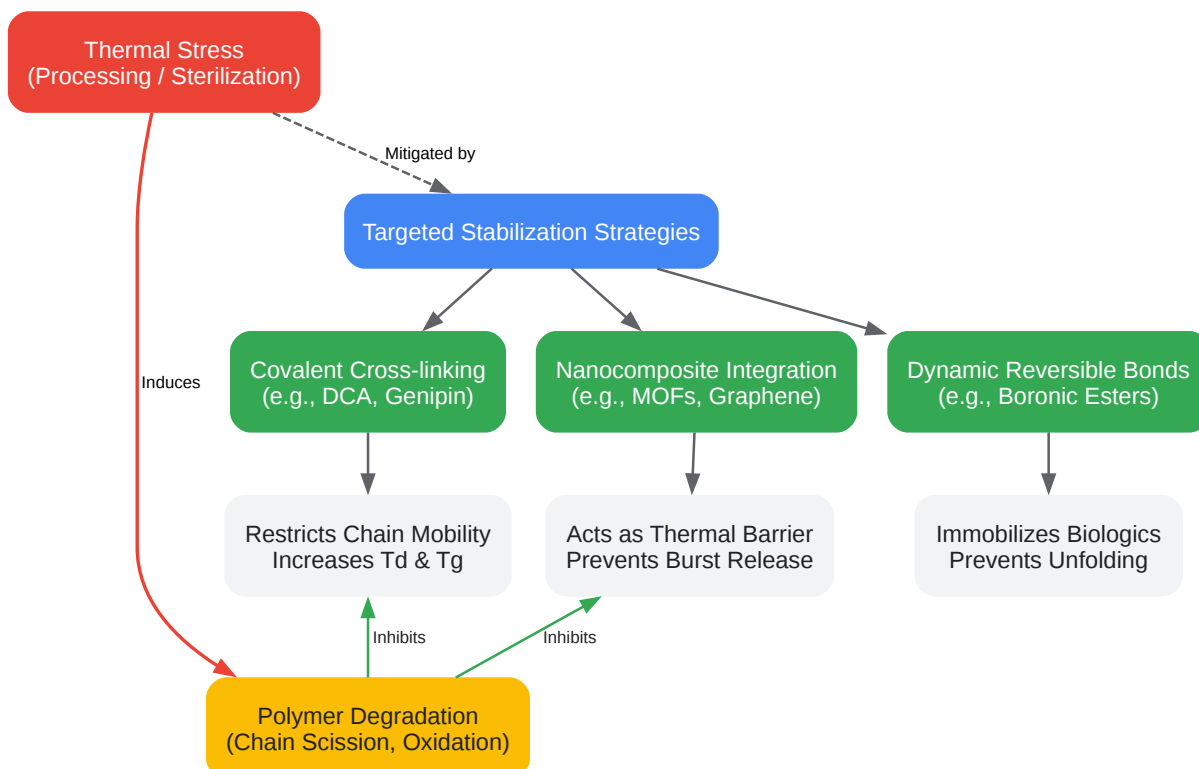 Thermal Stress
(Processing / Sterilization)
Mitigated by
Targeted Stabilization Strategies
Induces
Covalent Cross-linking
(e.g., DCA, Genipin)
Nanocomposite Integration
(e.g., MOFs, Graphene)
Dynamic Reversible Bonds
(e.g., Boronic Esters)
Restricts Chain Mobility
Increases Td & Tg
Acts as Thermal Barrier
Prevents Burst Release
Immobilizes Biologics
Prevents Unfolding
Inhibits
Inhibits
Polymer Degradation
(Chain Scission, Oxidation)